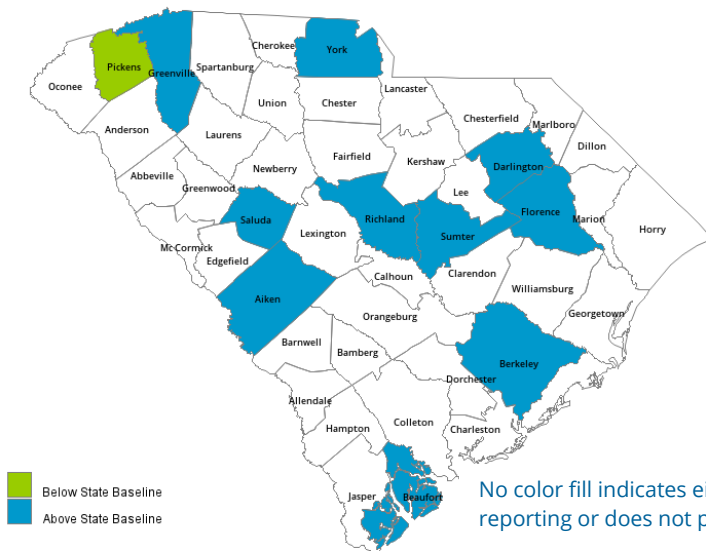 York
Cherokee
Pickens
Greenville
Spartanburg
Oconee
Lancaster
Union
Chester
Chesterfield
Marlboro
Anderson
Laurens
Dillon
Fairfield
Kershaw
Darlington
Newberry
Abbeville
Greenwood
Lee
Saluda
Richland
Florence
Marion
Horry
Lexington
Sumter
Mc Cormick
Edgefield
Calhoun
Clarendon
Williamsburg
Aiken
Georgetown
Orangeburg
Barnwell
Bamberg
Berkeley
Dorchester
Allendale
Colleton
Hampton
Charleston
Jasper
Beaufort
Below State Baseline
Above State Baseline
No color fill indicates
reporting or does not